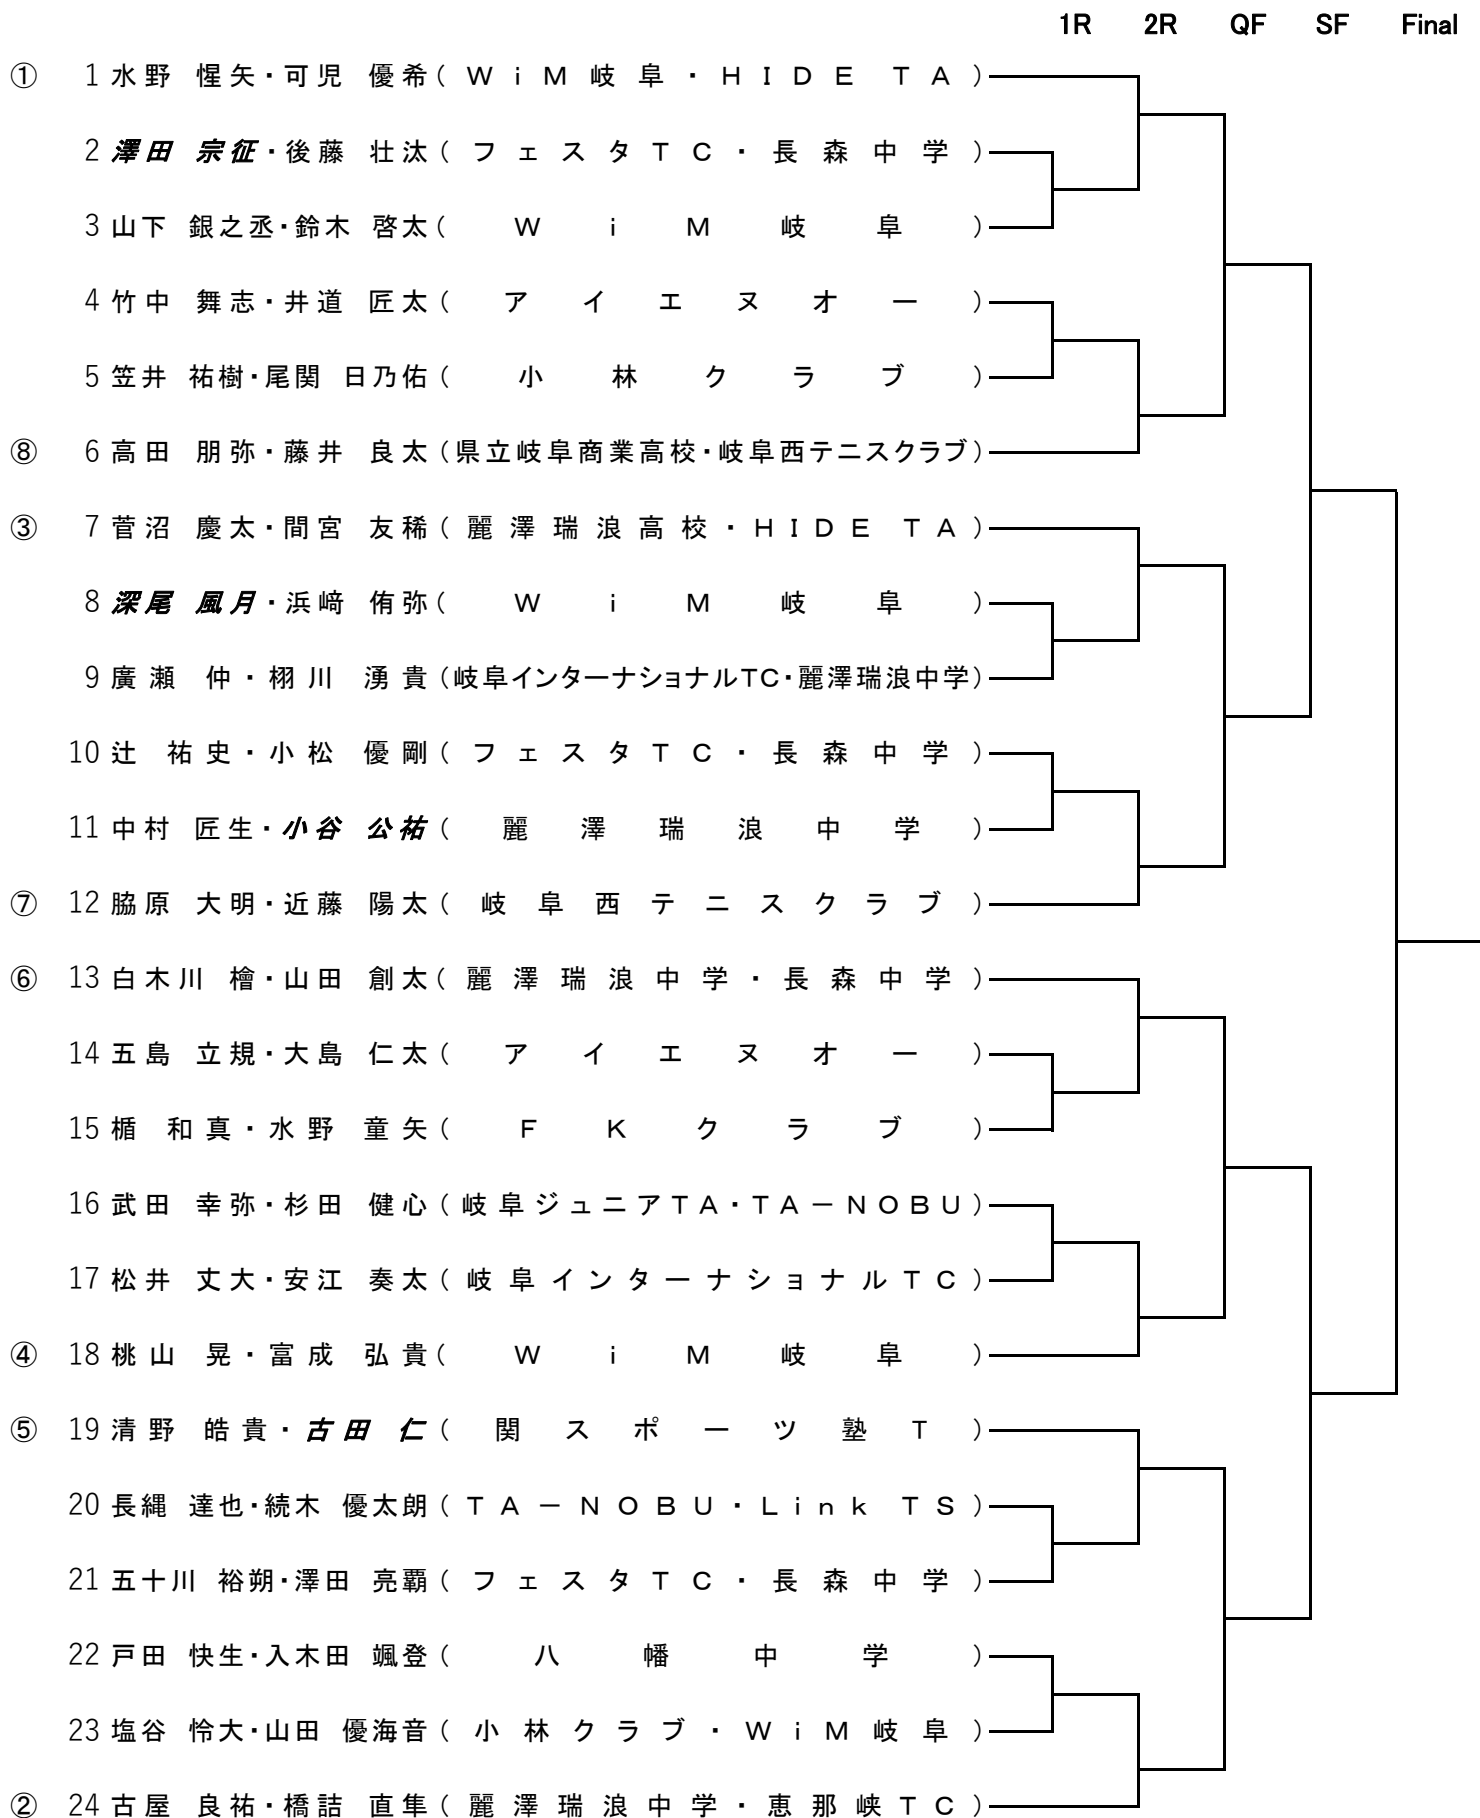 1R 2R QF SF Final
① 1 水野 惺矢・可児 優希(WiM岐阜・HIDE TA)
2 澤田 宗征・後藤 壮汰(フェスタTC・長森中学)
3 山下 銀之丞・鈴木 啓太(WiM岐阜)
4 竹中 舞志・井道 匠太(アイエヌオー)
5 笠井 祐樹・尾関 日乃佑(小林クラブ)
⑧ 6 高田 朋弥・藤井 良太(県立岐阜商業高校・岐阜西テニスクラブ)
③ 7 菅沼 慶太・間宮 友稀(麗澤瑞浪高校・HIDE TA)
8 深尾 風月・浜﨑 侑弥(WiM岐阜)
9 廣瀬 仲・栩川 湧貴(岐阜インターナショナルTC・麗澤瑞浪中学)
10 辻 祐史・小松 優剛(フェスタTC・長森中学)
11 中村 匠生・小谷 公祐(麗澤瑞浪中学)
⑦ 12 脇原 大明・近藤 陽太(岐阜西テニスクラブ)
⑥ 13 白木川 檜・山田 創太(麗澤瑞浪中学・長森中学)
14 五島 立規・大島 仁太(アイエヌオー)
15 楯 和真・水野 童矢(FKクラブ)
16 武田 幸弥・杉田 健心(岐阜ジュニアTA・TA－NOBU)
17 松井 丈大・安江 奏太(岐阜インターナショナルTC)
④ 18 桃山 晃・富成 弘貴(WiM岐阜)
⑤ 19 清野 皓貴・古田 仁(関スポーツ塾T)
20 長縄 達也・続木 優太朗(TA－NOBU・Link TS)
21 五十川 裕朔・澤田 亮覇(フェスタTC・長森中学)
22 戸田 快生・入木田 颯登(八幡中学)
23 塩谷 怜大・山田 優海音(小林クラブ・WiM岐阜)
② 24 古屋 良祐・橋詰 直隼(麗澤瑞浪中学・恵那峡TC)